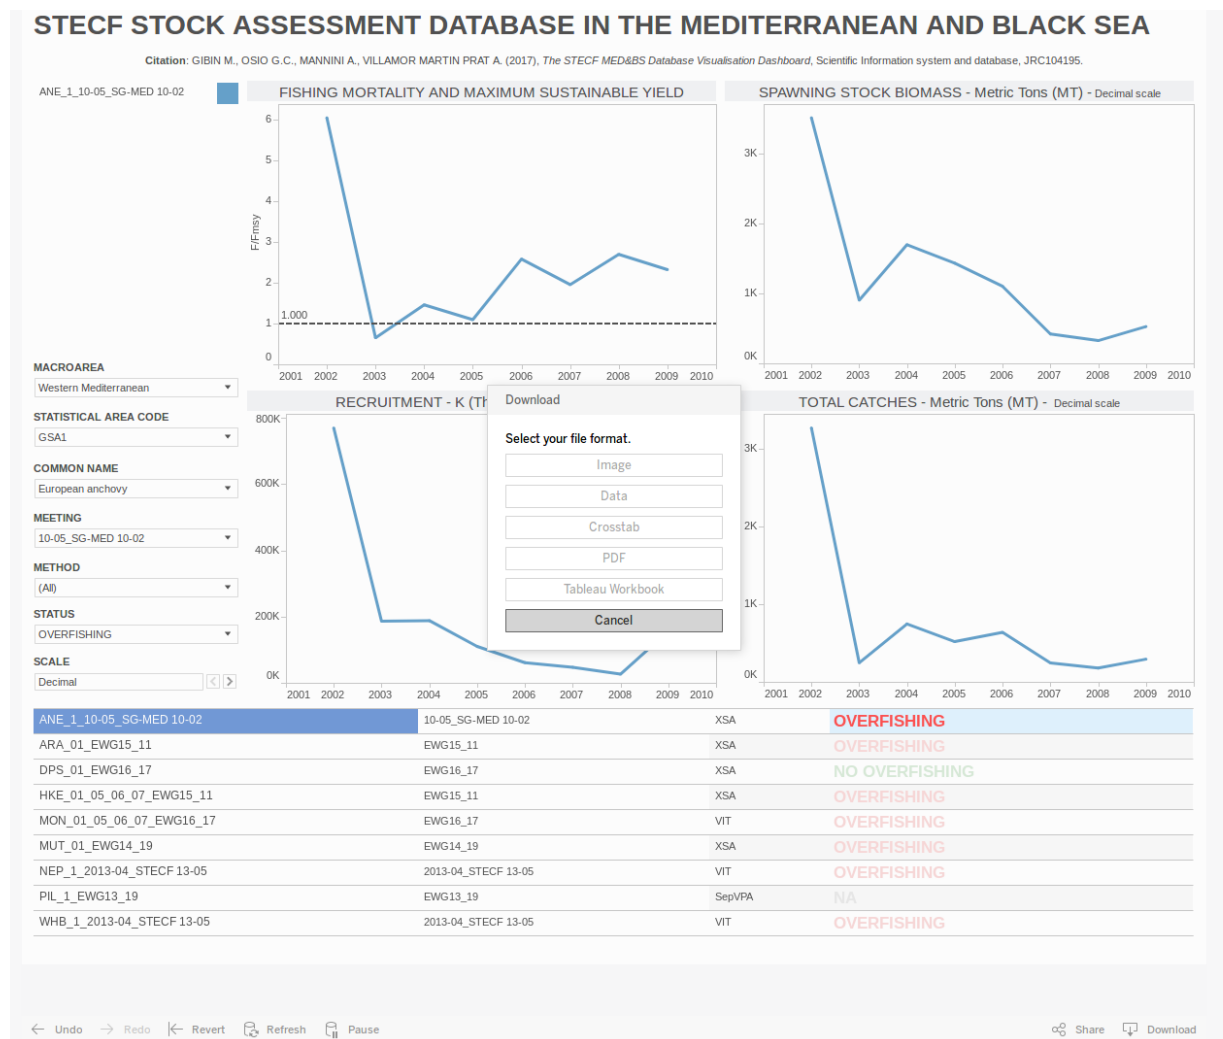 STECF STOCK ASSESSMENT DATABASE IN THE MEDITERRANEAN AND BLACK SEA
Citation: GIBIN M., OSIO G.C., MANNINI A., VILLAMOR MARTIN PRAT A. (2017), The STECF MED&BS Database Visualisation Dashboard, Scientific Information system and database, JRC104195.
ANE_1_10-05_SG-MED 10-02
FISHING MORTALITY AND MAXIMUM SUSTAINABLE YIELD
6
5
4
3
2
1
0
F/Fmsy
1.000
2001 2002 2003 2004 2005 2006 2007 2008 2009 2010
SPAWNING STOCK BIOMASS - Metric Tons (MT) - Decimal scale
3K
2K
1K
0K
2001 2002 2003 2004 2005 2006 2007 2008 2009 2010
MACROAREA
Western Mediterranean
STATISTICAL AREA CODE
GSA1
COMMON NAME
European anchovy
MEETING
10-05_SG-MED 10-02
METHOD
(All)
STATUS
OVERFISHING
SCALE
Decimal
RECRUITMENT - K (Th
800K
600K
400K
200K
0K
2001 2002 2003 2004 2005 2006 2007 2008 2009 2010
Download
Select your file format.
Image
Data
Crosstab
PDF
Tableau Workbook
Cancel
TOTAL CATCHES - Metric Tons (MT) - Decimal scale
3K
2K
1K
0K
2001 2002 2003 2004 2005 2006 2007 2008 2009 2010
ANE_1_10-05_SG-MED 10-02 10-05_SG-MED 10-02 XSA OVERFISHING
ARA_01_EWG15_11 EWG15_11 XSA OVERFISHING
DPS_01_EWG16_17 EWG16_17 XSA NO OVERFISHING
HKE_01_05_06_07_EWG15_11 EWG15_11 XSA OVERFISHING
MON_01_05_06_07_EWG16_17 EWG16_17 VIT OVERFISHING
MUT_01_EWG14_19 EWG14_19 XSA OVERFISHING
NEP_1_2013-04_STECF 13-05 2013-04_STECF 13-05 VIT OVERFISHING
PIL_1_EWG13_19 EWG13_19 SepVPA NA
WHB_1_2013-04_STECF 13-05 2013-04_STECF 13-05 VIT OVERFISHING
Undo Redo Revert Refresh Pause Share Download